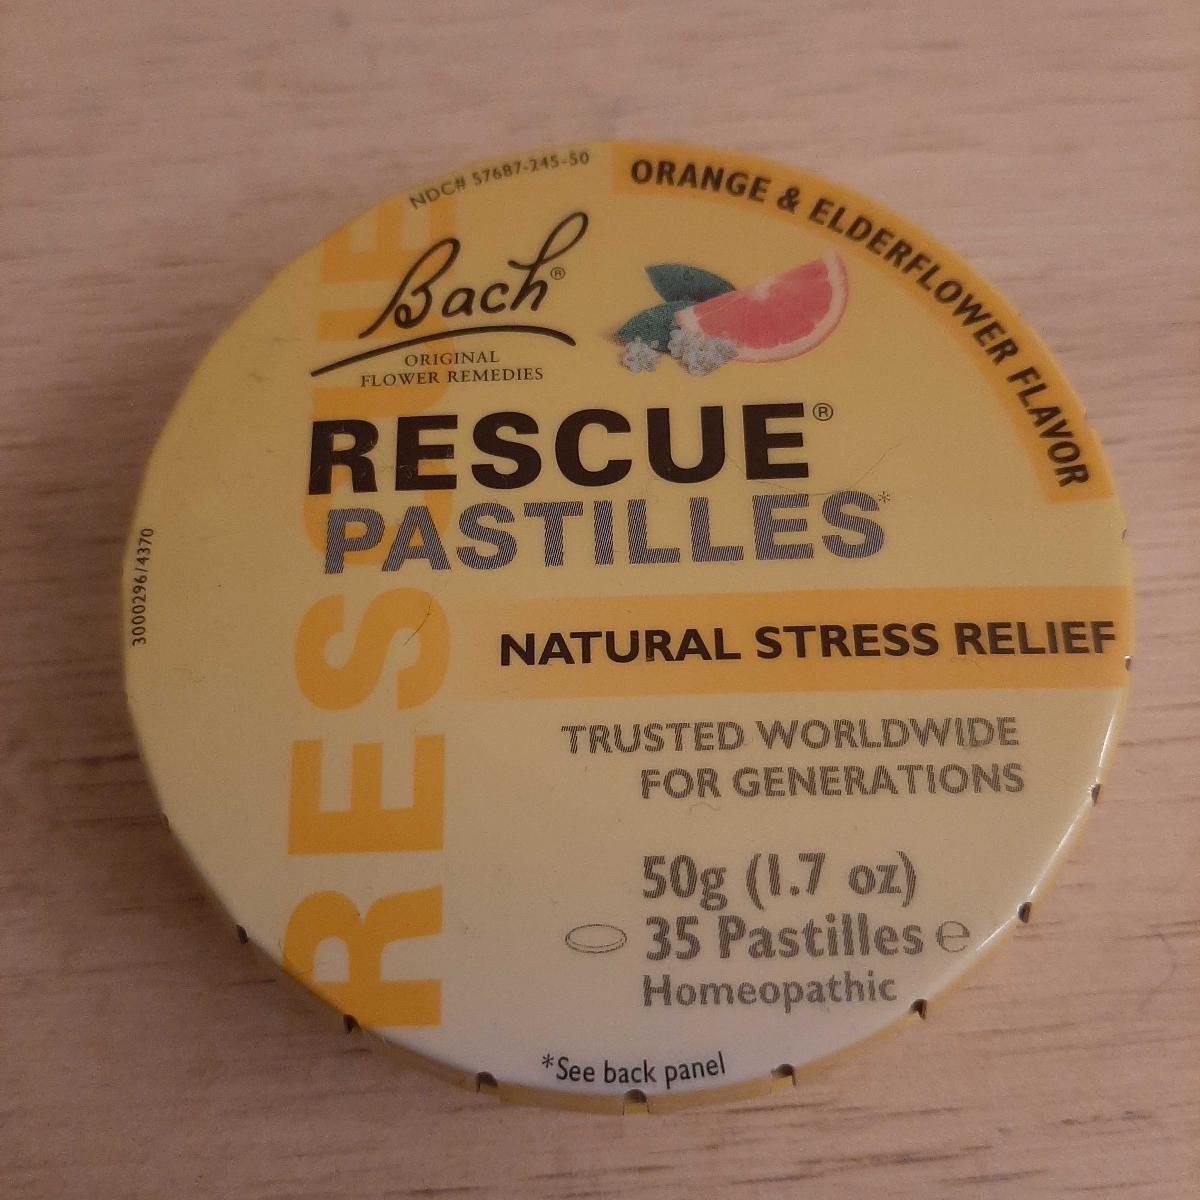 NDC# 57687-245-50
ORANGE & ELDERFLOWER FLAVOR
Bach®
ORIGINAL
FLOWER REMEDIES
RESCUE®
PASTILLES*
RESCUE
3000296/4370
NATURAL STRESS RELIEF
TRUSTED WORLDWIDE
FOR GENERATIONS
50g (1.7 oz)
35 Pastilles ℮
Homeopathic
*See back panel